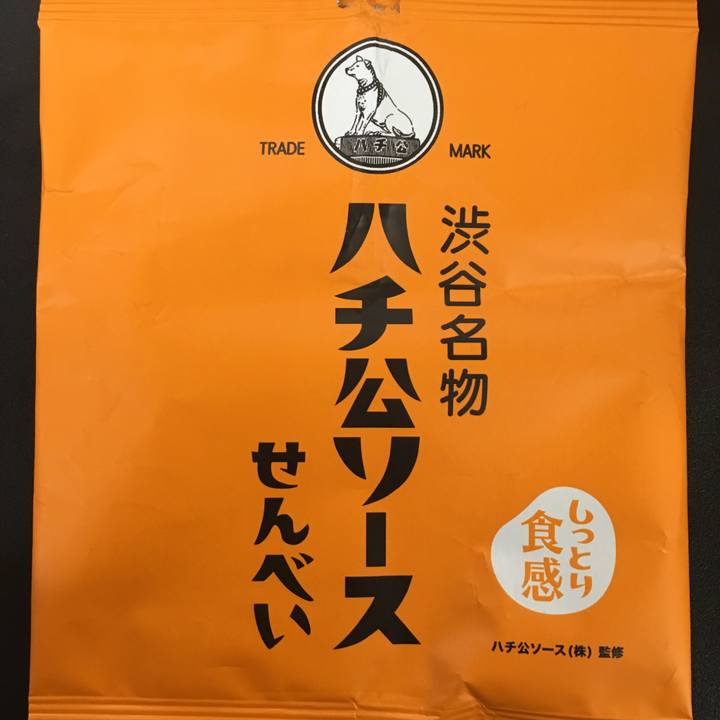 TRADE MARK
ハチ公
渋谷名物
ハチ公ソース
せんべい
しっとり
食感
ハチ公ソース(株) 監修